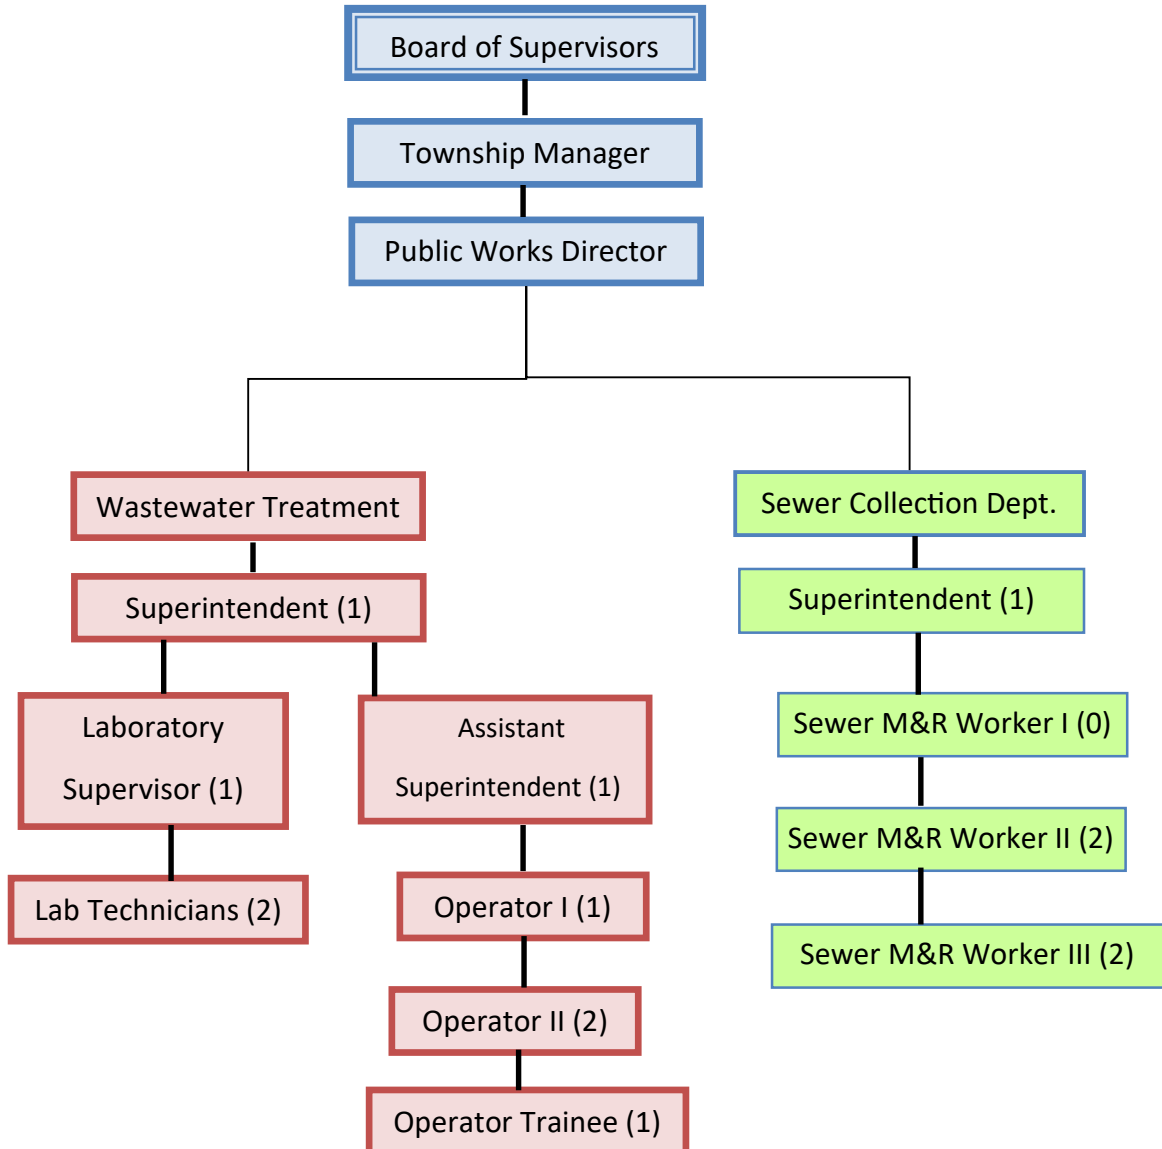 Board of Supervisors
Township Manager
Public Works Director
Wastewater Treatment
Superintendent (1)
Laboratory
Supervisor (1)
Lab Technicians (2)
Assistant
Superintendent (1)
Operator I (1)
Operator II (2)
Operator Trainee (1)
Sewer Collection Dept.
Superintendent (1)
Sewer M&R Worker I (0)
Sewer M&R Worker II (2)
Sewer M&R Worker III (2)